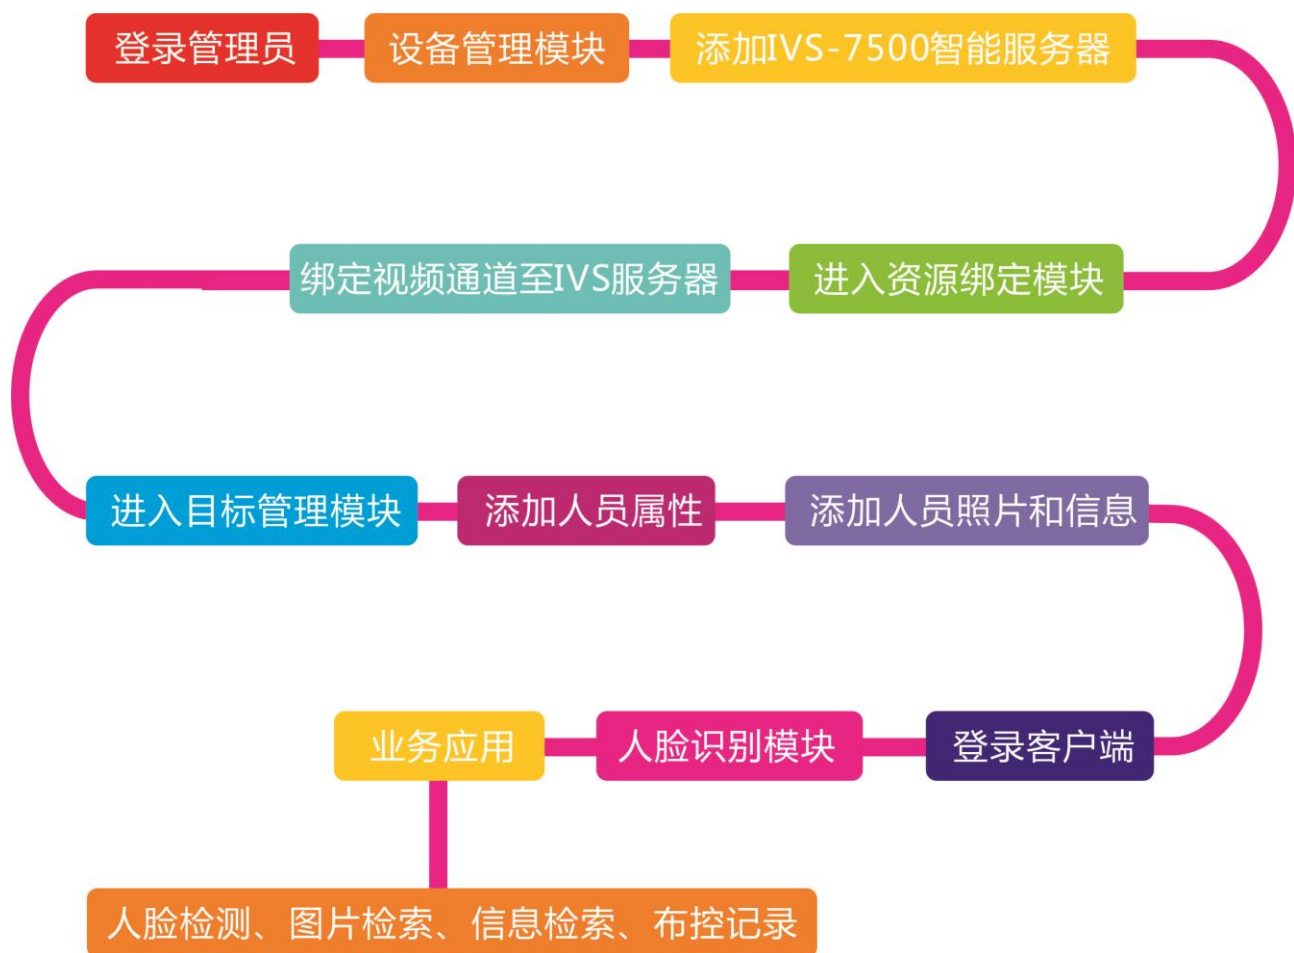 登录管理员
设备管理模块
添加IVS-7500智能服务器
进入资源绑定模块
绑定视频通道至IVS服务器
进入目标管理模块
添加人员属性
添加人员照片和信息
登录客户端
人脸识别模块
业务应用
人脸检测、图片检索、信息检索、布控记录